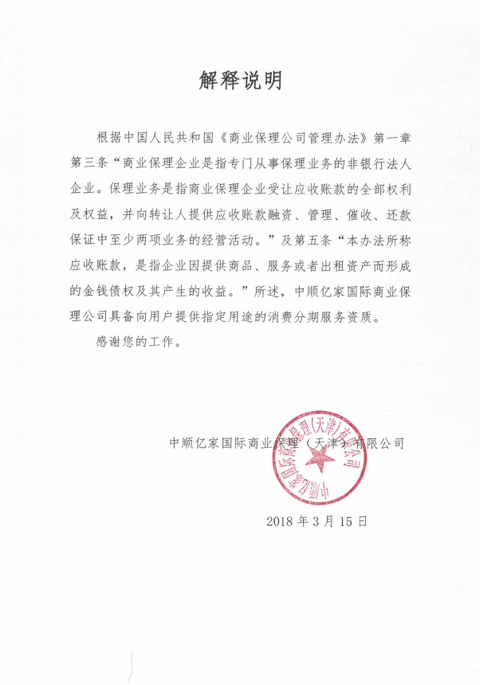 解释说明
根据中国人民共和国《商业保理公司管理办法》第一章
第三条“商业保理企业是指专门从事保理业务的非银行法人
企业。保理业务是指商业保理企业受让应收账款的全部权利
及权益，并向转让人提供应收账款融资、管理、催收、还款
保证中至少两项业务的经营活动。”及第五条“本办法所称
应收账款，是指企业因提供商品、服务或者出租资产而形成
的金钱债权及其产生的收益。”所述，中顺亿家国际商业保
理公司具备向用户提供指定用途的消费分期服务资质。
感谢您的工作。
中顺亿家国际商业保理（天津）有限公司
中顺亿家国际商业保理(天津)有限公司
2018年3月15日